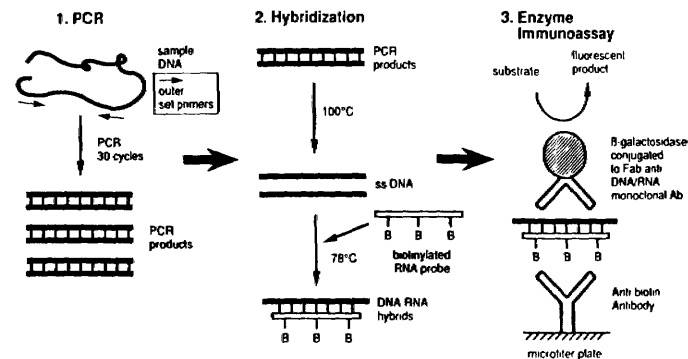 1. PCR
sample
DNA
outer
set primers
PCR
30 cycles
PCR
products
2. Hybridization
PCR
products
100°C
ss DNA
B B B
biotinylated
RNA probe
78°C
DNA RNA
hybrids
B B B
3. Enzyme
Immunoassay
substrate
fluorescent
product
B-galactosidase
conjugated
to Fab anti
DNA/RNA
monoclonal Ab
B B B
Anti biotin
Antibody
microtiter plate